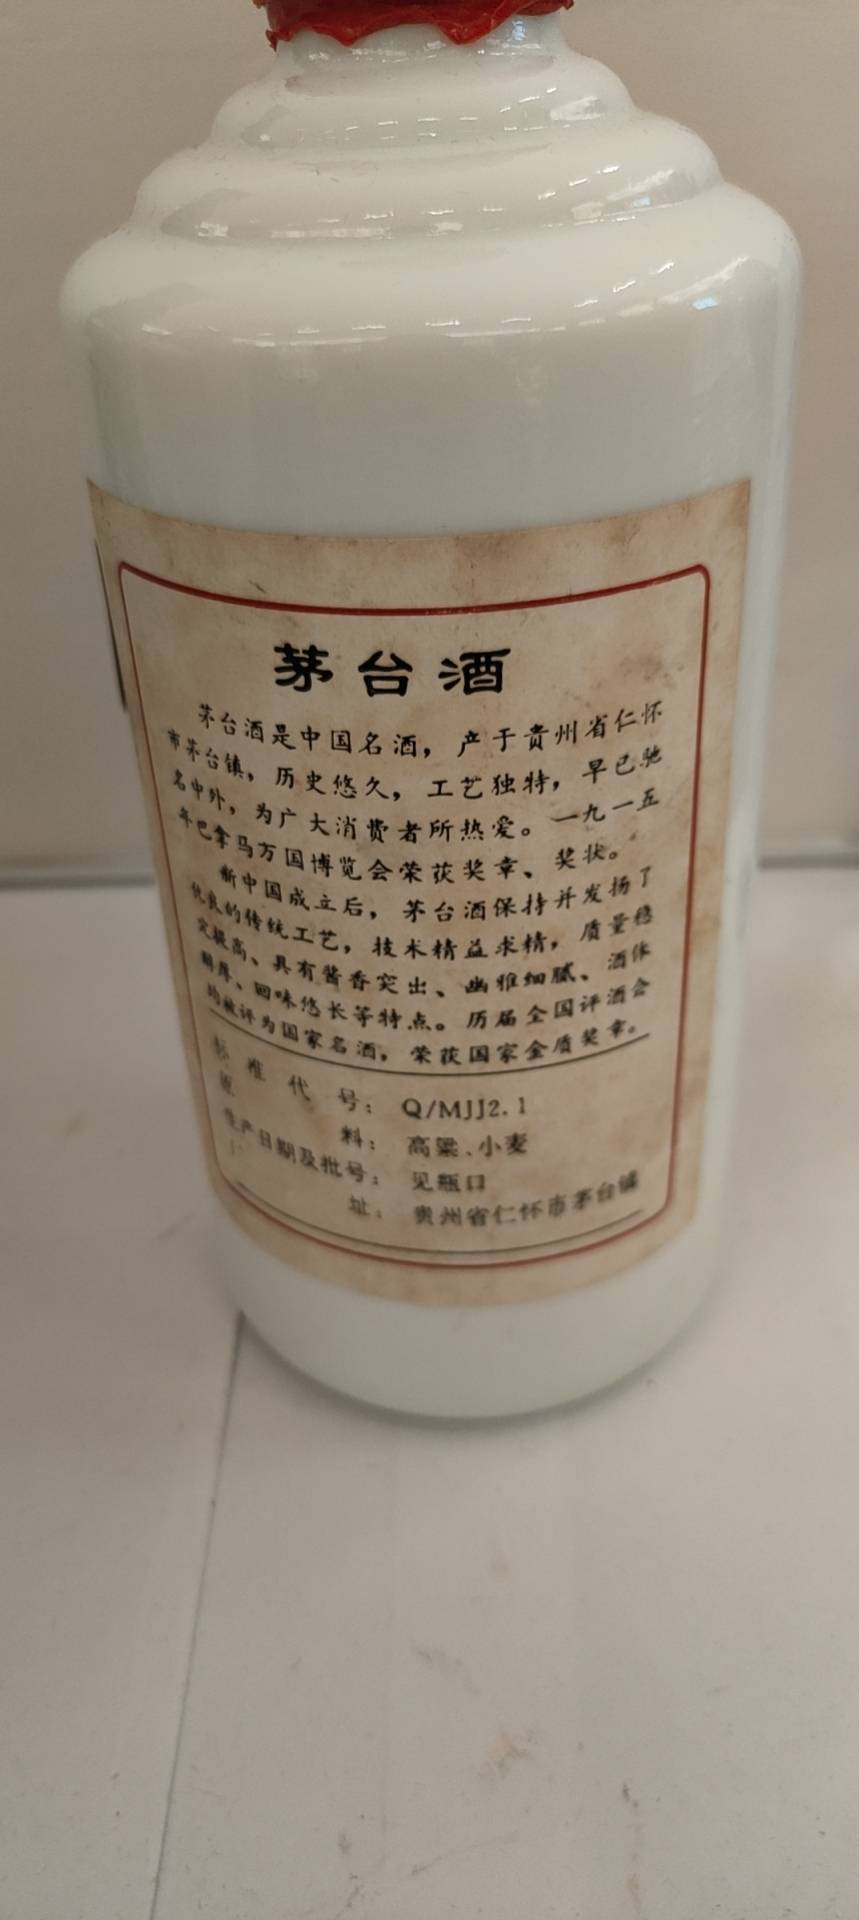 茅台酒
茅台酒是中国名酒，产于贵州省仁怀
市茅台镇，历史悠久，工艺独特，早已驰
名中外，为广大消费者所热爱。一九一五
年巴拿马万国博览会荣获奖章、奖状。
新中国成立后，茅台酒保持并发扬了
优良的传统工艺，技术精益求精，质量稳
定提高、具有酱香突出、幽雅细腻、酒体
醇厚、回味悠长等特点。历届全国评酒会
均被评为国家名酒，荣获国家金质奖章。
标准代号：Q/MJJ2.1
原料：高粱、小麦
生产日期及批号：见瓶口
址：贵州省仁怀市茅台镇